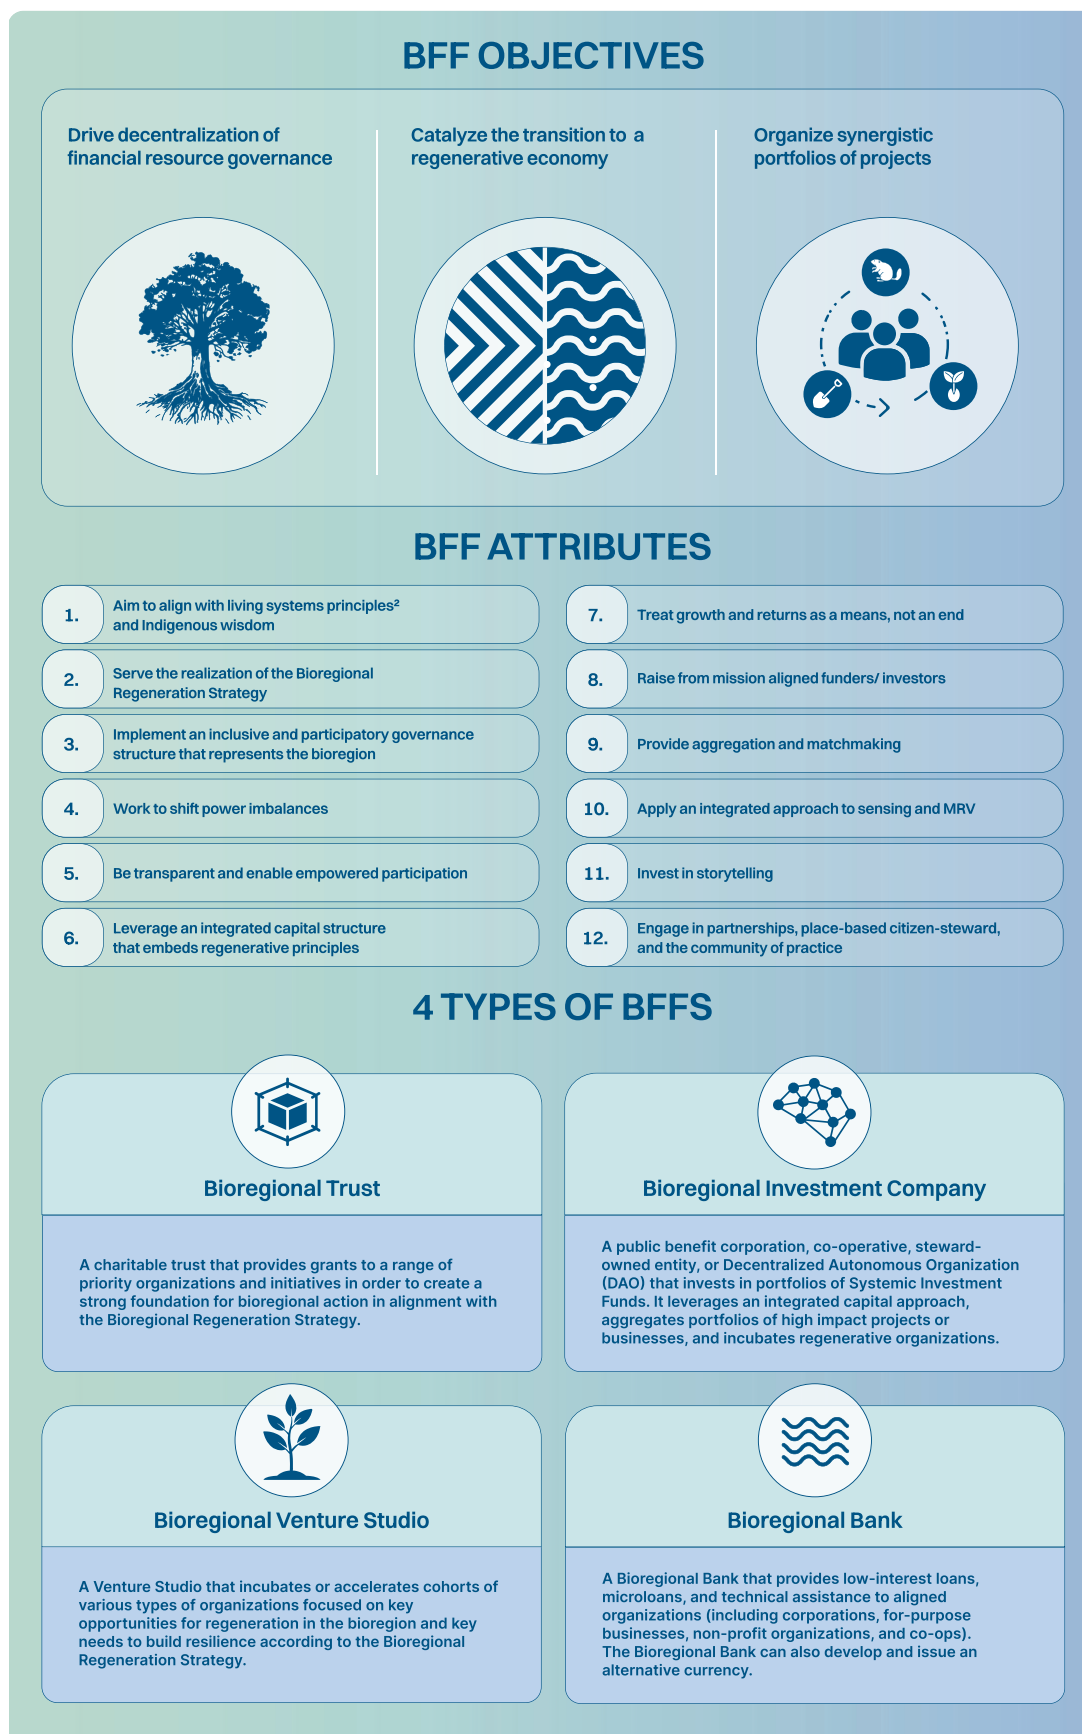 BFF OBJECTIVES
Drive decentralization of
financial resource governance
Catalyze the transition to a
regenerative economy
Organize synergistic
portfolios of projects
BFF ATTRIBUTES
1.
Aim to align with living systems principles²
and Indigenous wisdom
2.
Serve the realization of the Bioregional
Regeneration Strategy
3.
Implement an inclusive and participatory governance
structure that represents the bioregion
4.
Work to shift power imbalances
5.
Be transparent and enable empowered participation
6.
Leverage an integrated capital structure
that embeds regenerative principles
7.
Treat growth and returns as a means, not an end
8.
Raise from mission aligned funders/ investors
9.
Provide aggregation and matchmaking
10.
Apply an integrated approach to sensing and MRV
11.
Invest in storytelling
12.
Engage in partnerships, place-based citizen-steward,
and the community of practice
4 TYPES OF BFFS
Bioregional Trust
A charitable trust that provides grants to a range of
priority organizations and initiatives in order to create a
strong foundation for bioregional action in alignment with
the Bioregional Regeneration Strategy.
Bioregional Investment Company
A public benefit corporation, co-operative, steward-
owned entity, or Decentralized Autonomous Organization
(DAO) that invests in portfolios of Systemic Investment
Funds. It leverages an integrated capital approach,
aggregates portfolios of high impact projects or
businesses, and incubates regenerative organizations.
Bioregional Venture Studio
A Venture Studio that incubates or accelerates cohorts of
various types of organizations focused on key
opportunities for regeneration in the bioregion and key
needs to build resilience according to the Bioregional
Regeneration Strategy.
Bioregional Bank
A Bioregional Bank that provides low-interest loans,
microloans, and technical assistance to aligned
organizations (including corporations, for-purpose
businesses, non-profit organizations, and co-ops).
The Bioregional Bank can also develop and issue an
alternative currency.